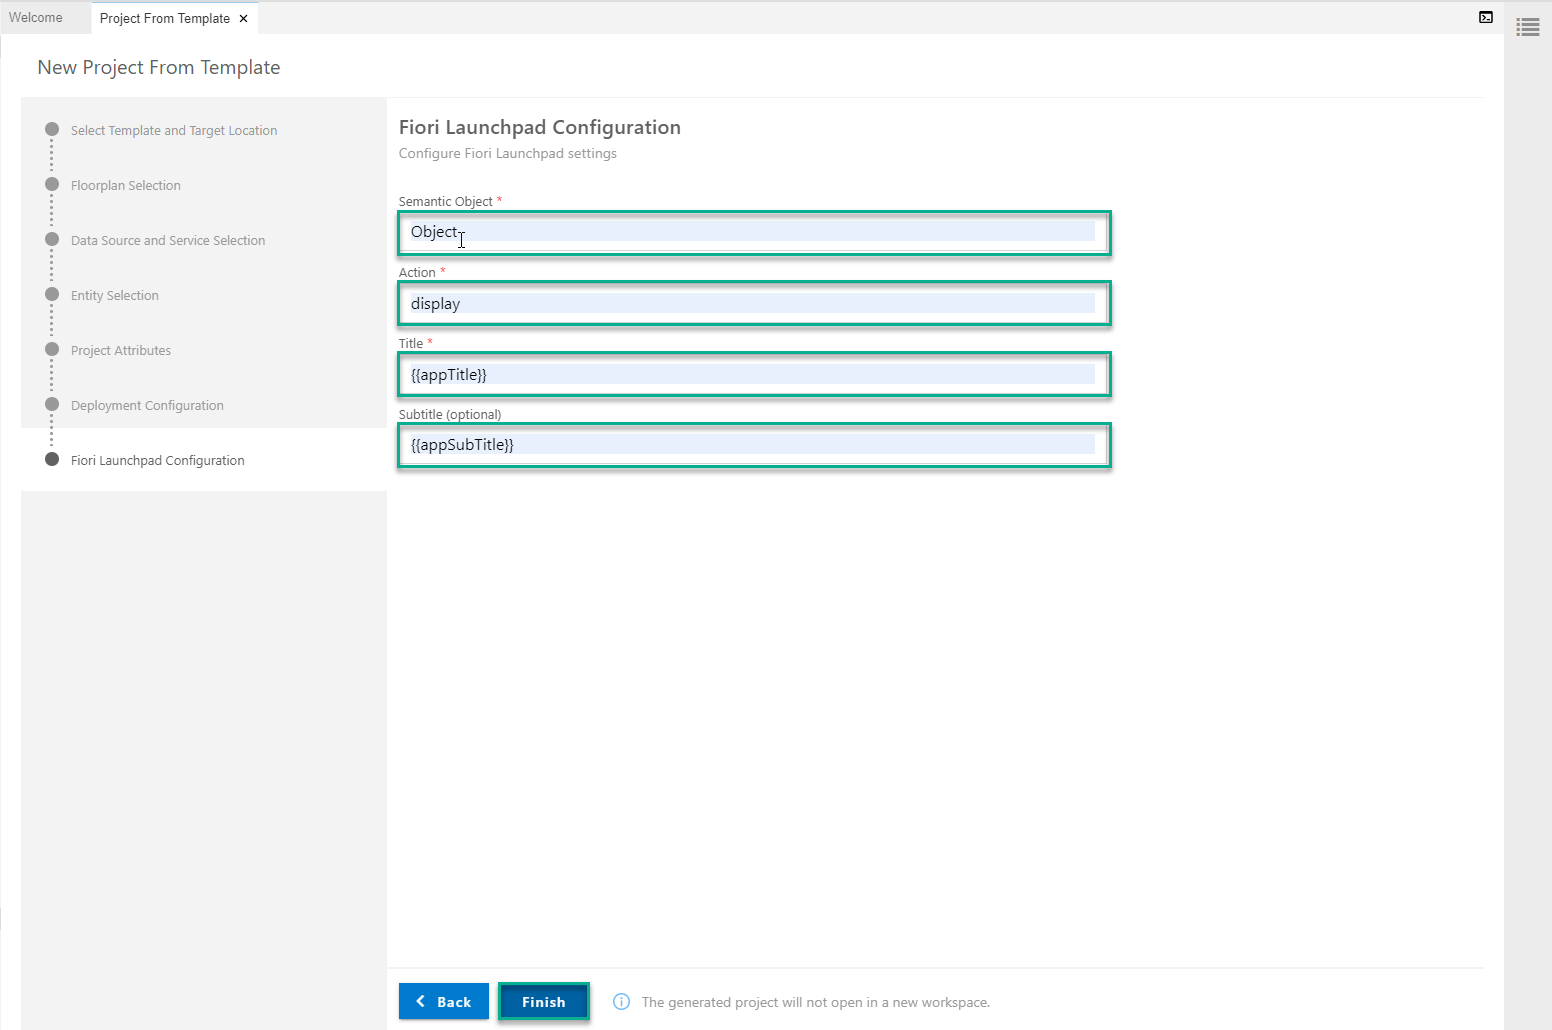 Welcome
Project From Template
New Project From Template
Select Template and Target Location
Floorplan Selection
Data Source and Service Selection
Entity Selection
Project Attributes
Deployment Configuration
Fiori Launchpad Configuration
Fiori Launchpad Configuration
Configure Fiori Launchpad settings
Semantic Object *
Object-
Action *
display
Title *
{{appTitle}}
Subtitle (optional)
{{appSubTitle}}
Back
Finish
The generated project will not open in a new workspace.